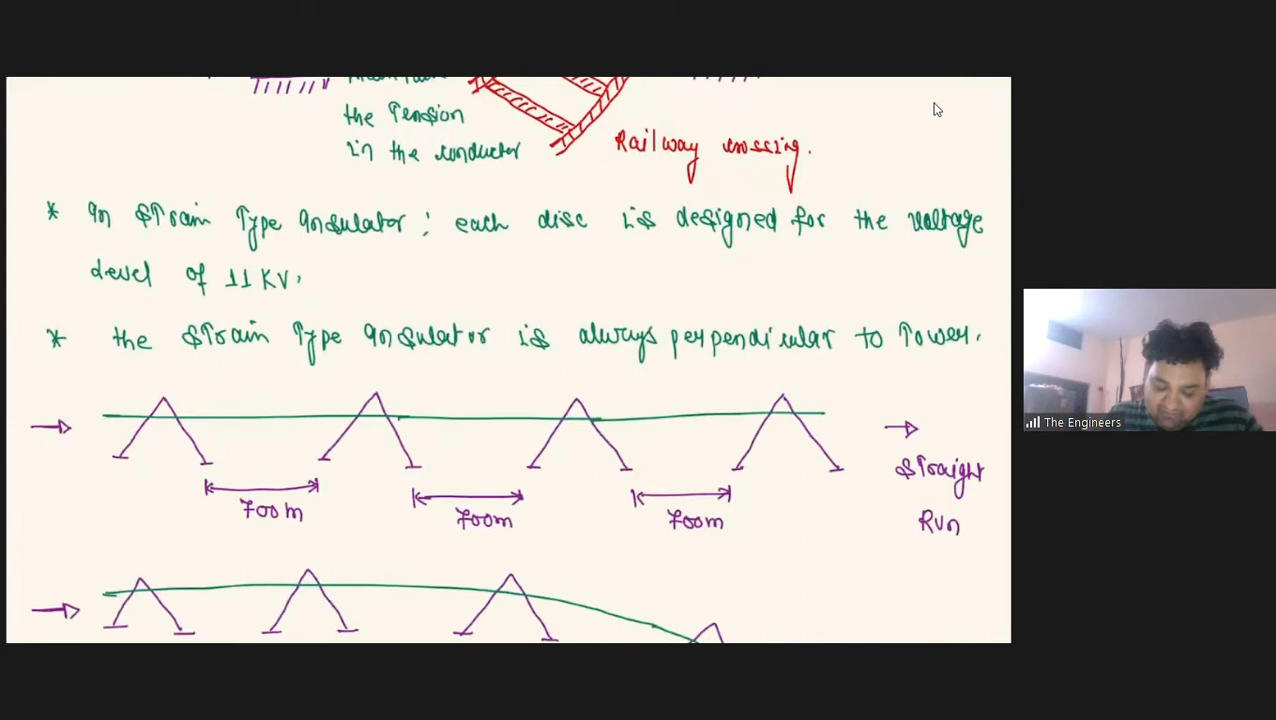 the Tension
in the conductor
Railway crossing.
* In STrain Type Insulator : each disc is designed for the voltage
Level of 11 KV.
* the STrain Type Insulator is always perpendicular to Tower.
STraight
Run
700m
700m
700m
The Engineers